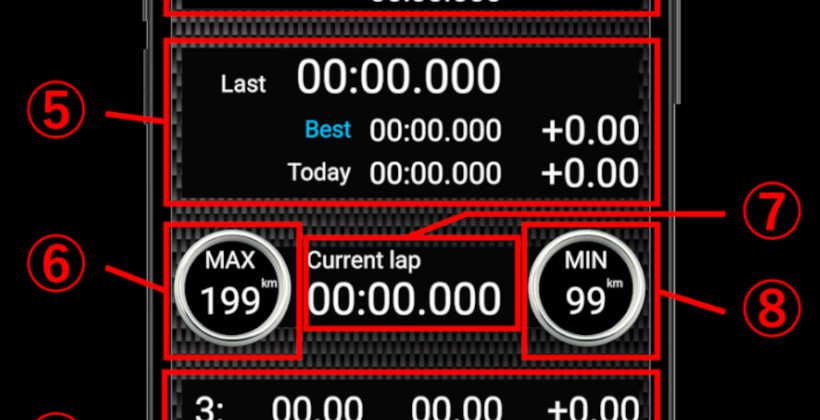 ⑤
Last 00:00.000
Best 00:00.000 +0.00
Today 00:00.000 +0.00
⑦
⑥
MAX
199 km
Current lap
00:00.000
MIN
99 km
⑧
3: 00.00 00.00 +0.00